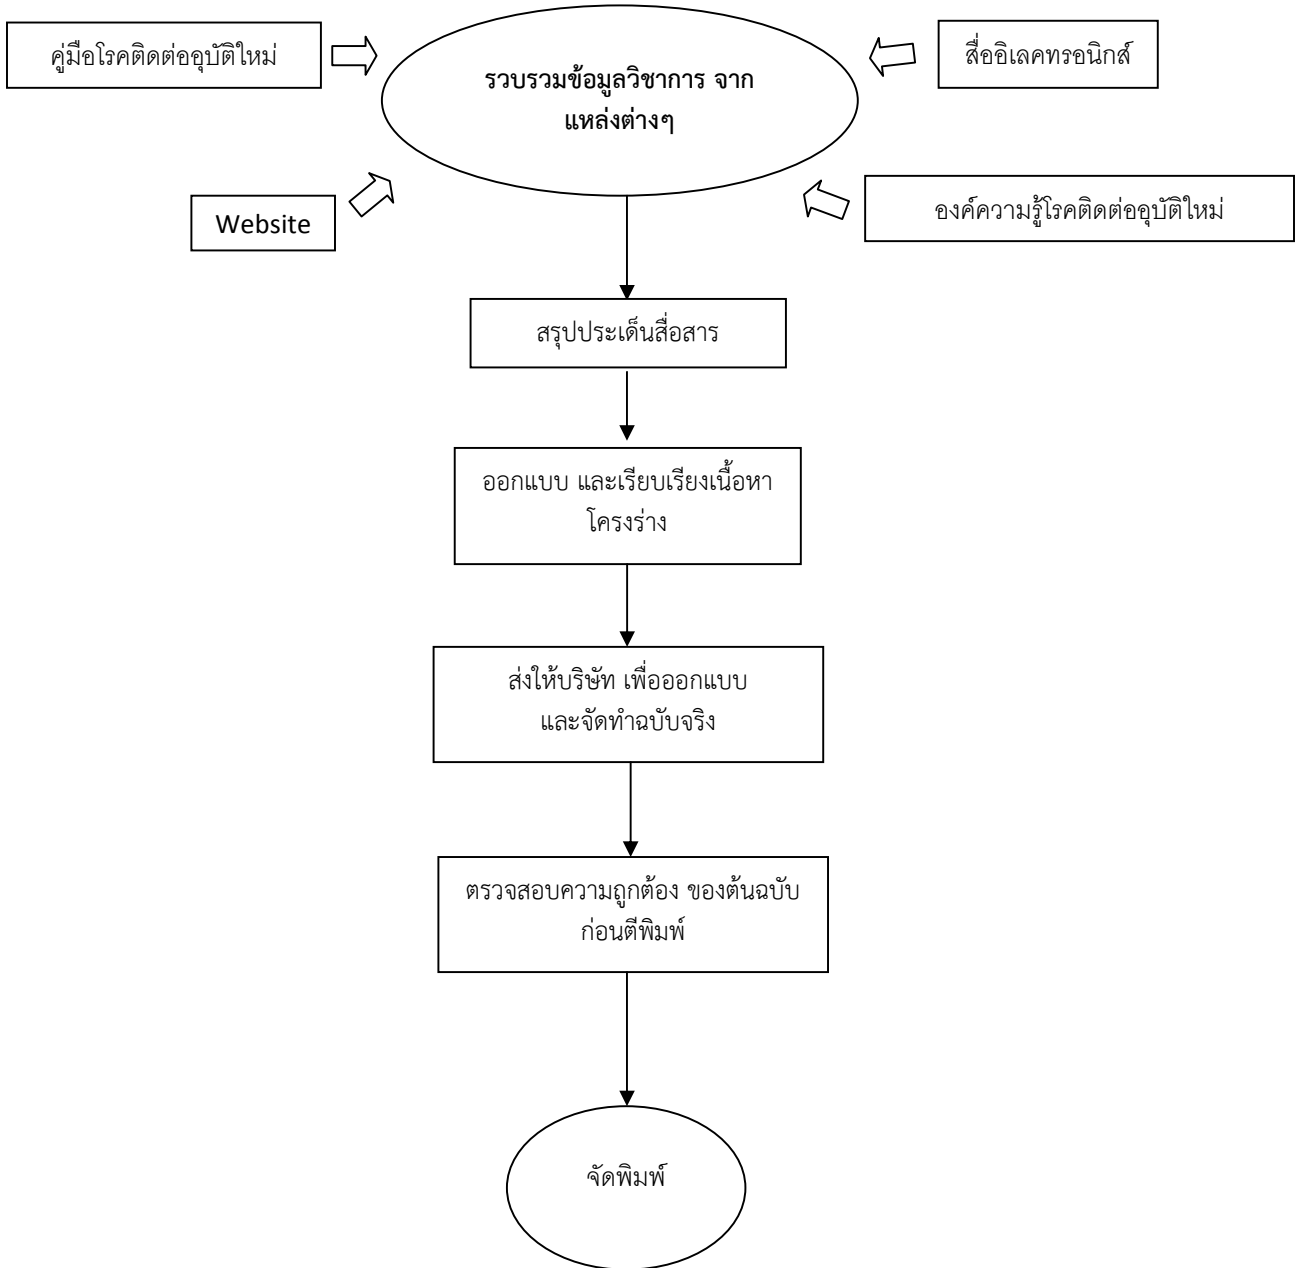 คู่มือโรคติดต่ออุบัติใหม่
รวบรวมข้อมูลวิชาการ จาก
แหล่งต่างๆ
สื่ออิเลคทรอนิกส์
Website
องค์ความรู้โรคติดต่ออุบัติใหม่
สรุปประเด็นสื่อสาร
ออกแบบ และเรียบเรียงเนื้อหา
โครงร่าง
ส่งให้บริษัท เพื่อออกแบบ
และจัดทำฉบับจริง
ตรวจสอบความถูกต้อง ของต้นฉบับ
ก่อนตีพิมพ์
จัดพิมพ์